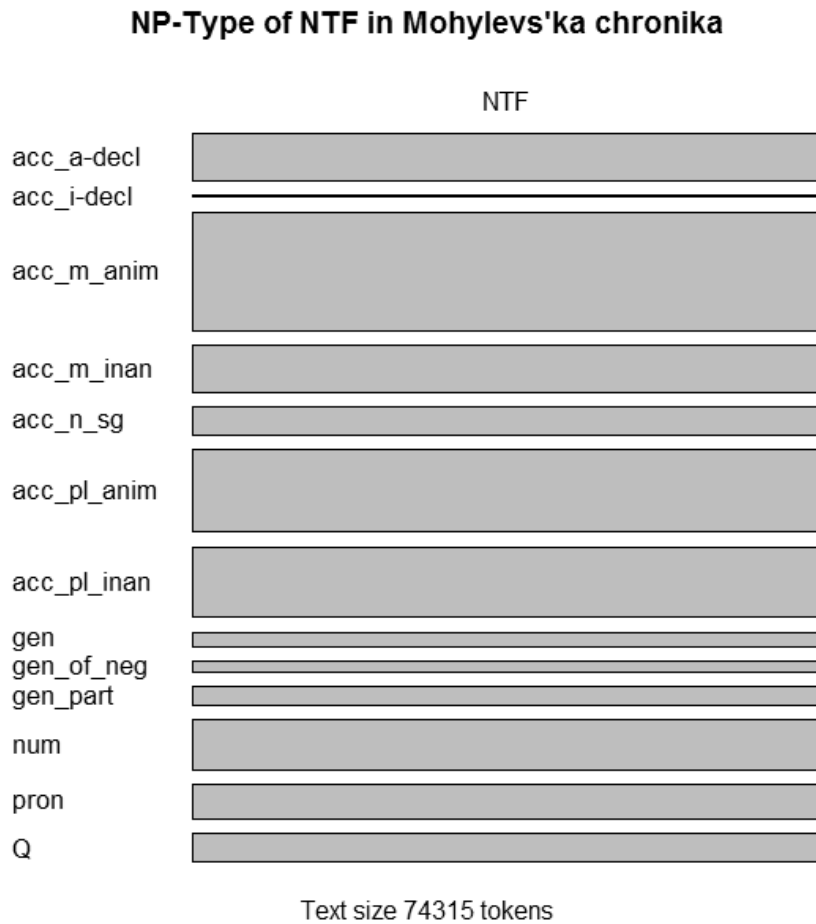 NP-Type of NTF in Mohylevs'ka chronika
NTF
acc_a-decl
acc_i-decl
acc_m_anim
acc_m_inan
acc_n_sg
acc_pl_anim
acc_pl_inan
gen
gen_of_neg
gen_part
num
pron
Q
Text size 74315 tokens